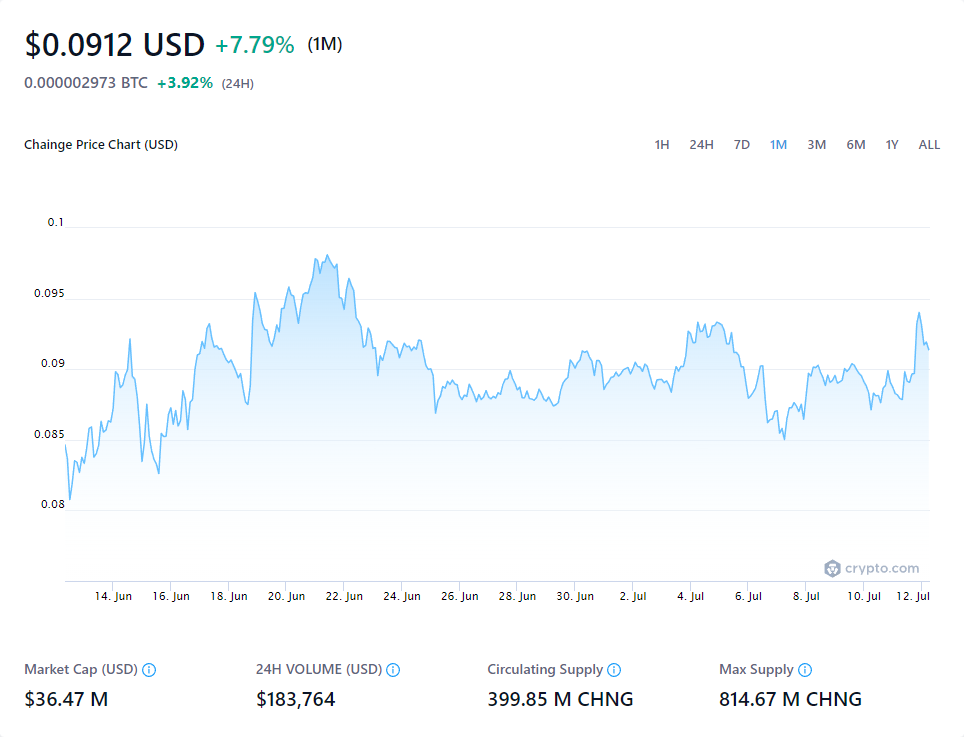 $0.0912 USD +7.79% (1M)
0.000002973 BTC +3.92% (24H)
Chainge Price Chart (USD) 1H 24H 7D 1M 3M 6M 1Y ALL
0.1
0.095
0.09
0.085
0.08
crypto.com
14. Jun 16. Jun 18. Jun 20. Jun 22. Jun 24. Jun 26. Jun 28. Jun 30. Jun 2. Jul 4. Jul 6. Jul 8. Jul 10. Jul 12. Jul
Market Cap (USD) 24H VOLUME (USD) Circulating Supply Max Supply
$36.47 M $183,764 399.85 M CHNG 814.67 M CHNG